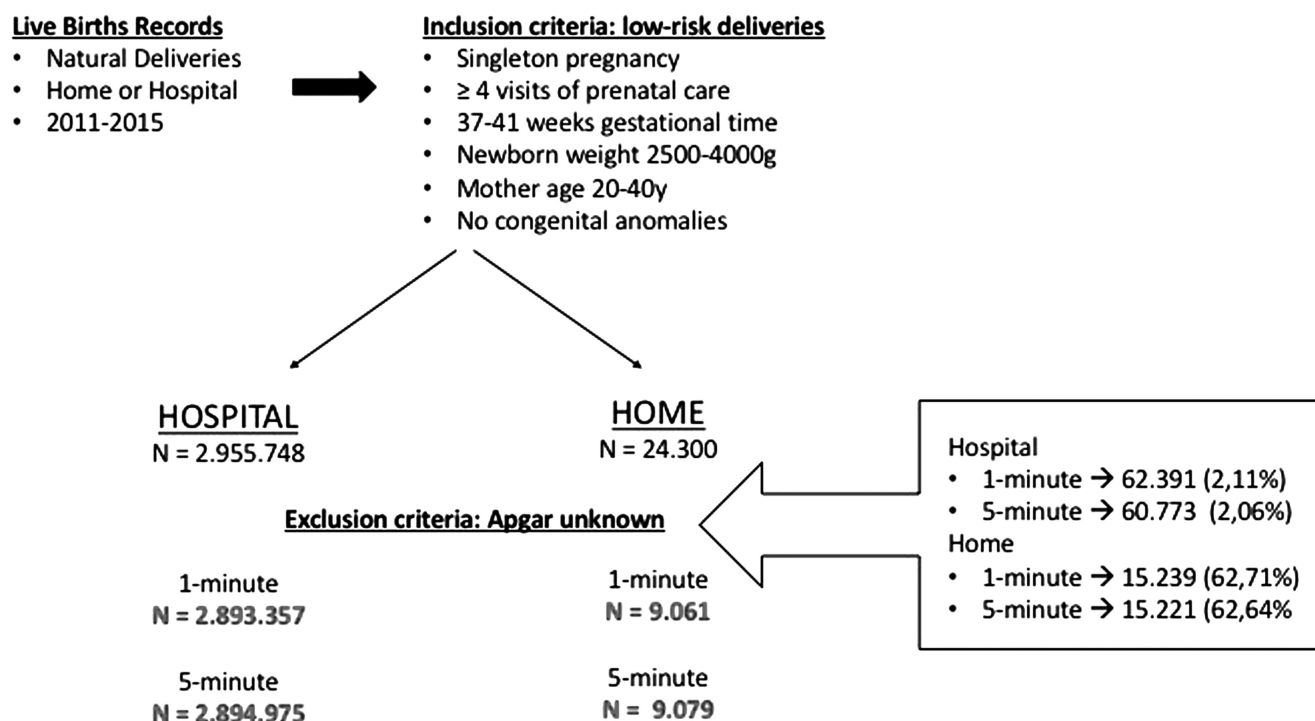 Live Births Records
• Natural Deliveries
• Home or Hospital
• 2011-2015
Inclusion criteria: low-risk deliveries
• Singleton pregnancy
• ≥ 4 visits of prenatal care
• 37-41 weeks gestational time
• Newborn weight 2500-4000g
• Mother age 20-40y
• No congenital anomalies
HOSPITAL
N = 2.955.748
HOME
N = 24.300
Exclusion criteria: Apgar unknown
Hospital
• 1-minute → 62.391 (2,11%)
• 5-minute → 60.773 (2,06%)
Home
• 1-minute → 15.239 (62,71%)
• 5-minute → 15.221 (62,64%
1-minute
N = 2.893.357
1-minute
N = 9.061
5-minute
N = 2.894.975
5-minute
N = 9.079